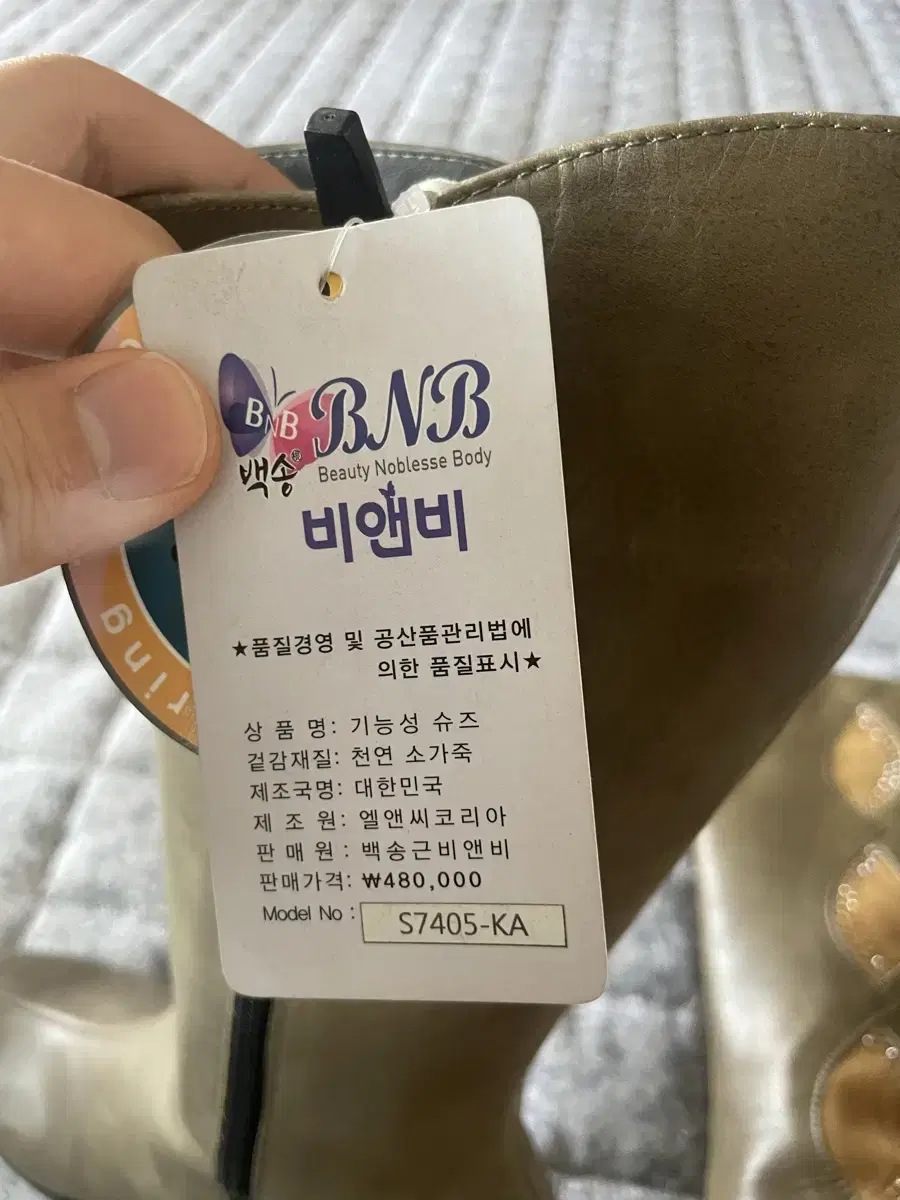 BNB
백송
BNB
Beauty Noblesse Body
비앤비
★품질경영 및 공산품관리법에
의한 품질표시★
상 품 명: 기능성 슈즈
겉감재질: 천연 소가죽
제조국명: 대한민국
제 조 원: 엘앤씨코리아
판 매 원 : 백송근비앤비
판매가격: ₩480,000
Model No : S7405-KA
ring